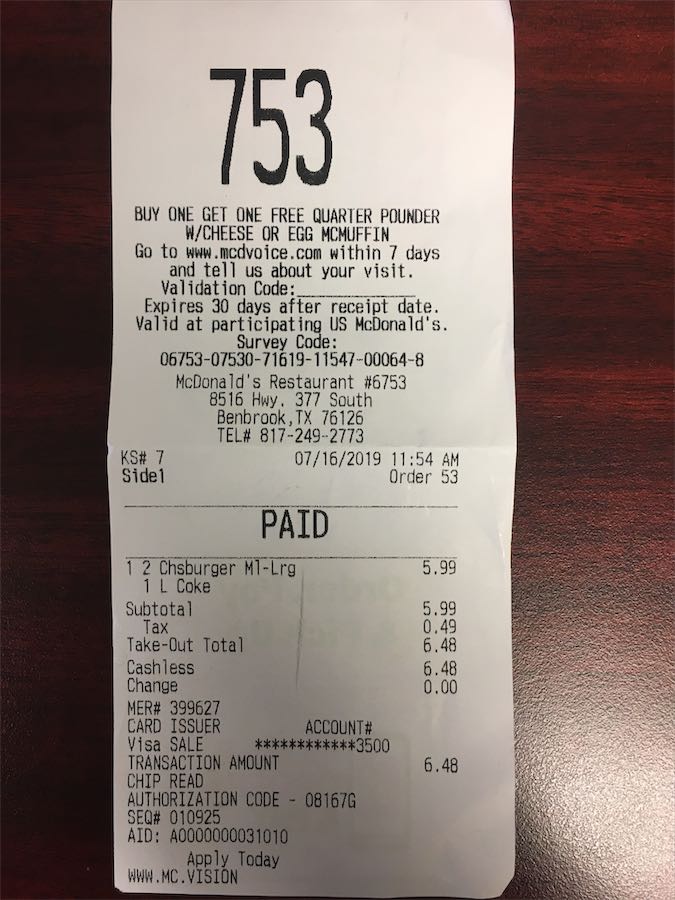 753
BUY ONE GET ONE FREE QUARTER POUNDER
W/CHEESE OR EGG MCMUFFIN
Go to www.mcdvoice.com within 7 days
and tell us about your visit.
Validation Code:______________
Expires 30 days after receipt date.
Valid at participating US McDonald's.
Survey Code:
06753-07530-71619-11547-00064-8
McDonald's Restaurant #6753
8516 Hwy. 377 South
Benbrook,TX 76126
TEL# 817-249-2773
KS# 7 07/16/2019 11:54 AM
Side1 Order 53
PAID
1 2 Chsburger Ml-Lrg 5.99
1 L Coke
Subtotal 5.99
Tax 0.49
Take-Out Total 6.48
Cashless 6.48
Change 0.00
MER# 399627
CARD ISSUER ACCOUNT#
Visa SALE ************3500
TRANSACTION AMOUNT 6.48
CHIP READ
AUTHORIZATION CODE - 08167G
SEQ# 010925
AID: A0000000031010
Apply Today
WWW.MC.VISION